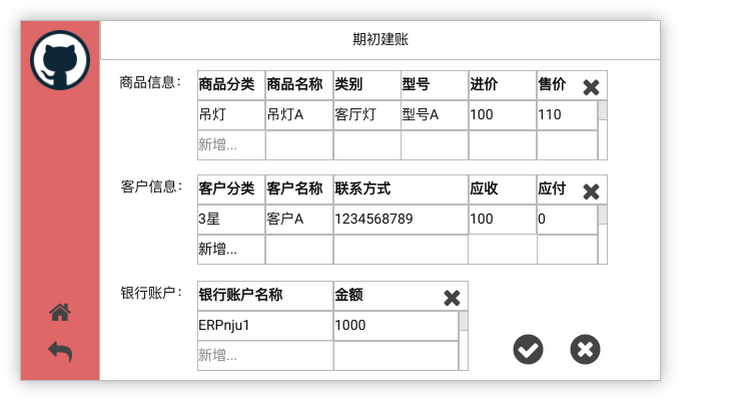 期初建账
商品信息：
商品分类 商品名称 类别 型号 进价 售价
吊灯 吊灯A 客厅灯 型号A 100 110
新增...
客户信息：
客户分类 客户名称 联系方式 应收 应付
3星 客户A 1234568789 100 0
新增...
银行账户：
银行账户名称 金额
ERPnju1 1000
新增...